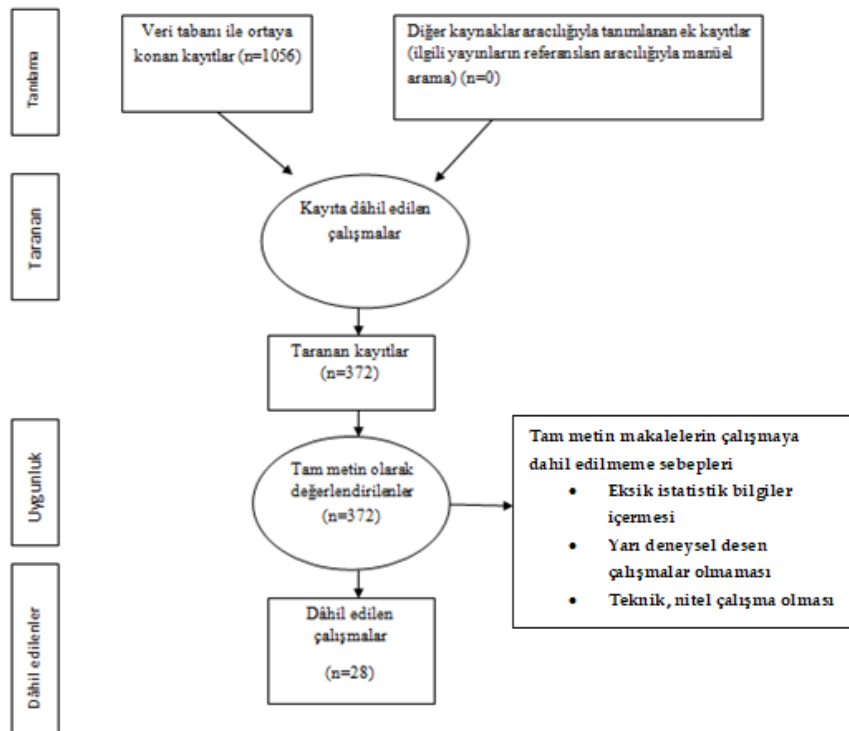 Tanılama
Veri tabanı ile ortaya
konan kayıtlar (n=1056)
Diğer kaynaklar aracılığıyla tanımlanan ek kayıtlar
(ilgili yayınların referansları aracılığıyla manüel
arama) (n=0)
Taranan
Kayıta dâhil edilen
çalışmalar
Taranan kayıtlar
(n=372)
Uygunluk
Tam metin olarak
değerlendirilenler
(n=372)
Tam metin makalelerin çalışmaya
dahil edilmeme sebepleri
• Eksik istatistik bilgiler
içermesi
• Yarı deneysel desen
çalışmalar olmaması
• Teknik, nitel çalışma olması
Dâhil edilenler
Dâhil edilen
çalışmalar
(n=28)